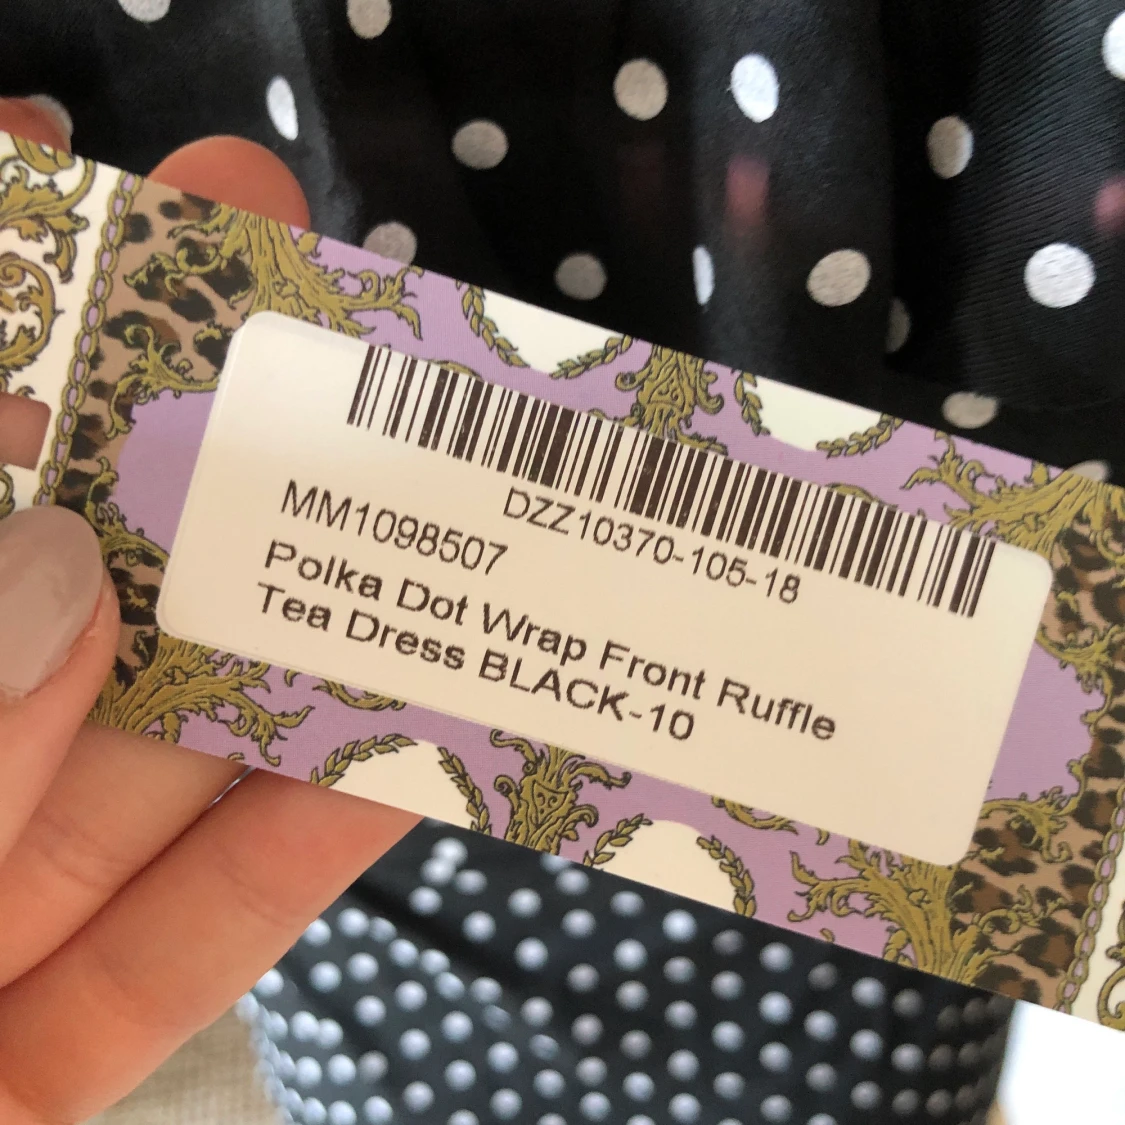 DZZ10370-105-18
MM1098507
Polka Dot Wrap Front Ruffle
Tea Dress BLACK-10